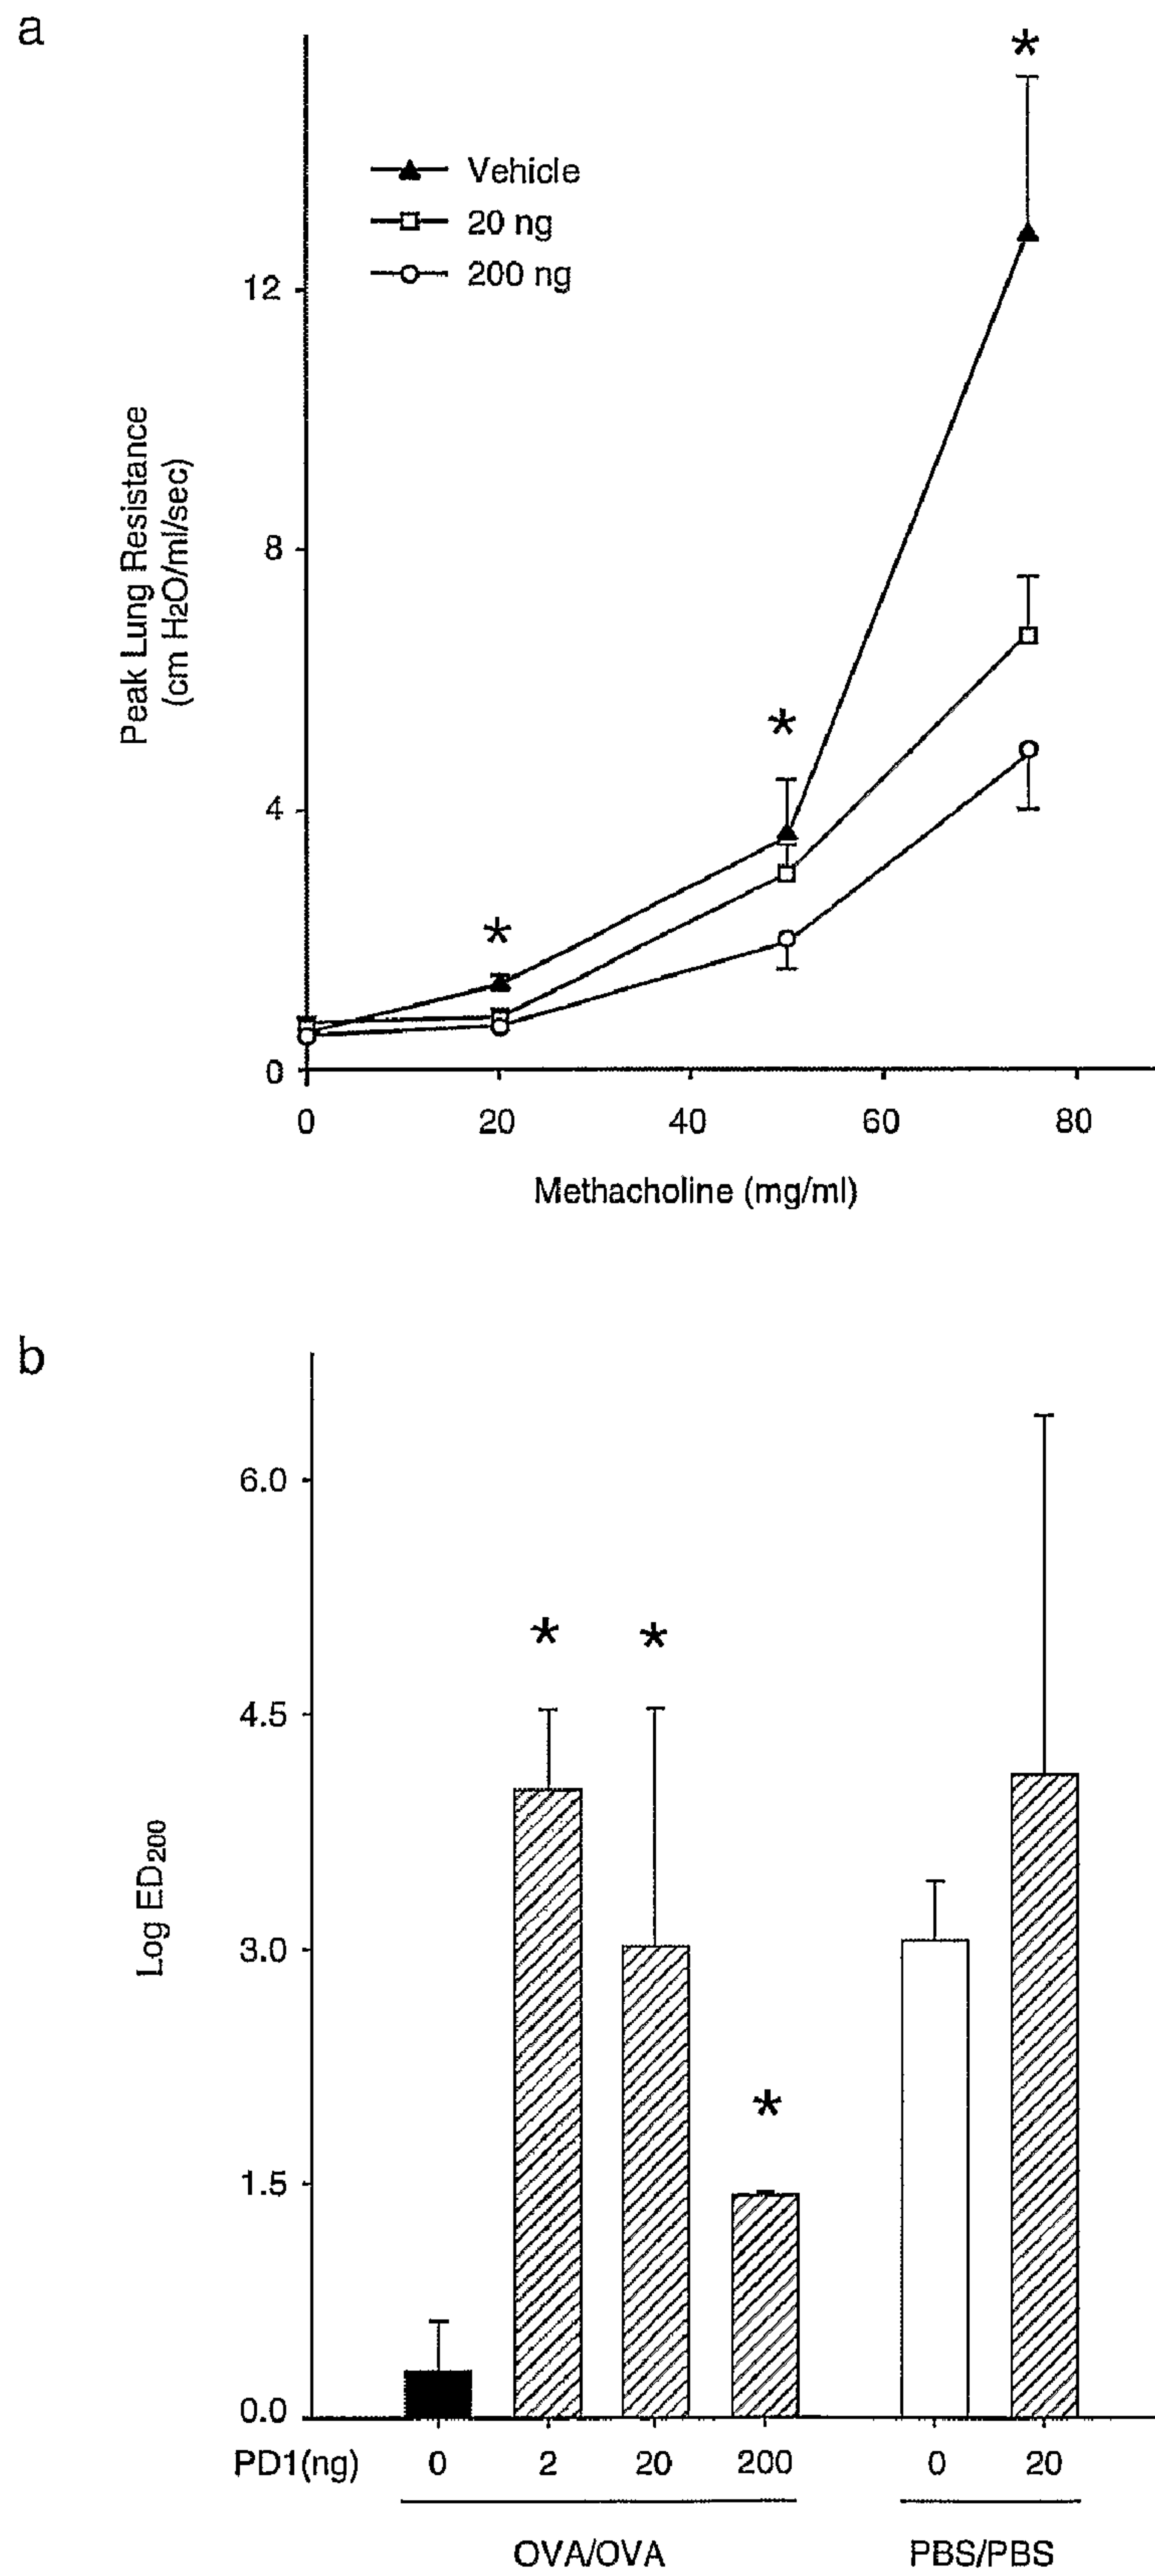 a
*
Vehicle
20 ng
200 ng
12
8
*
4
*
0
Peak Lung Resistance
(cm H2O/ml/sec)
0 20 40 60 80
Methacholine (mg/ml)
b
6.0
* *
4.5
3.0
*
1.5
0.0
Log ED200
PD1(ng) 0 2 20 200 0 20
OVA/OVA PBS/PBS